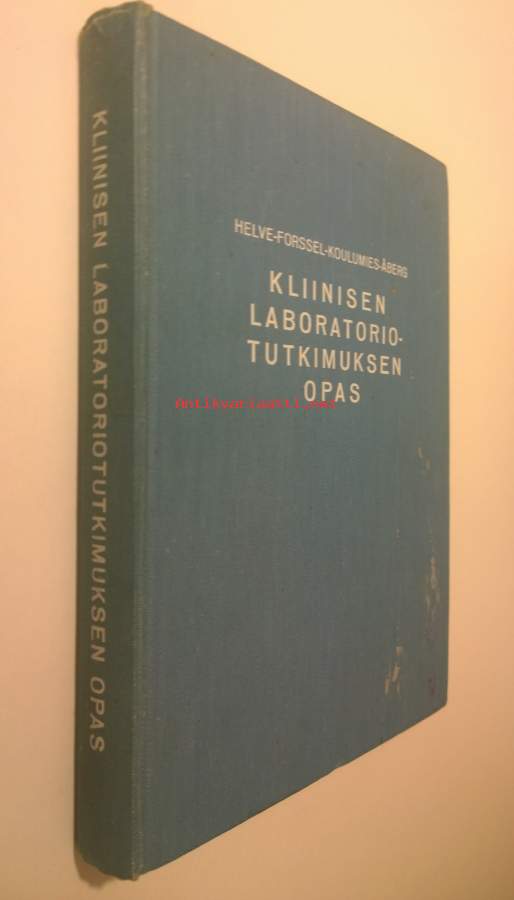 KLIINISEN LABORATORIOTUTKIMUKSEN OPAS
HELVE-FORSSEL-KOULUMIES-ÅBERG
KLIINISEN
LABORATORIO-
TUTKIMUKSEN
OPAS
Antikvariaatti.net